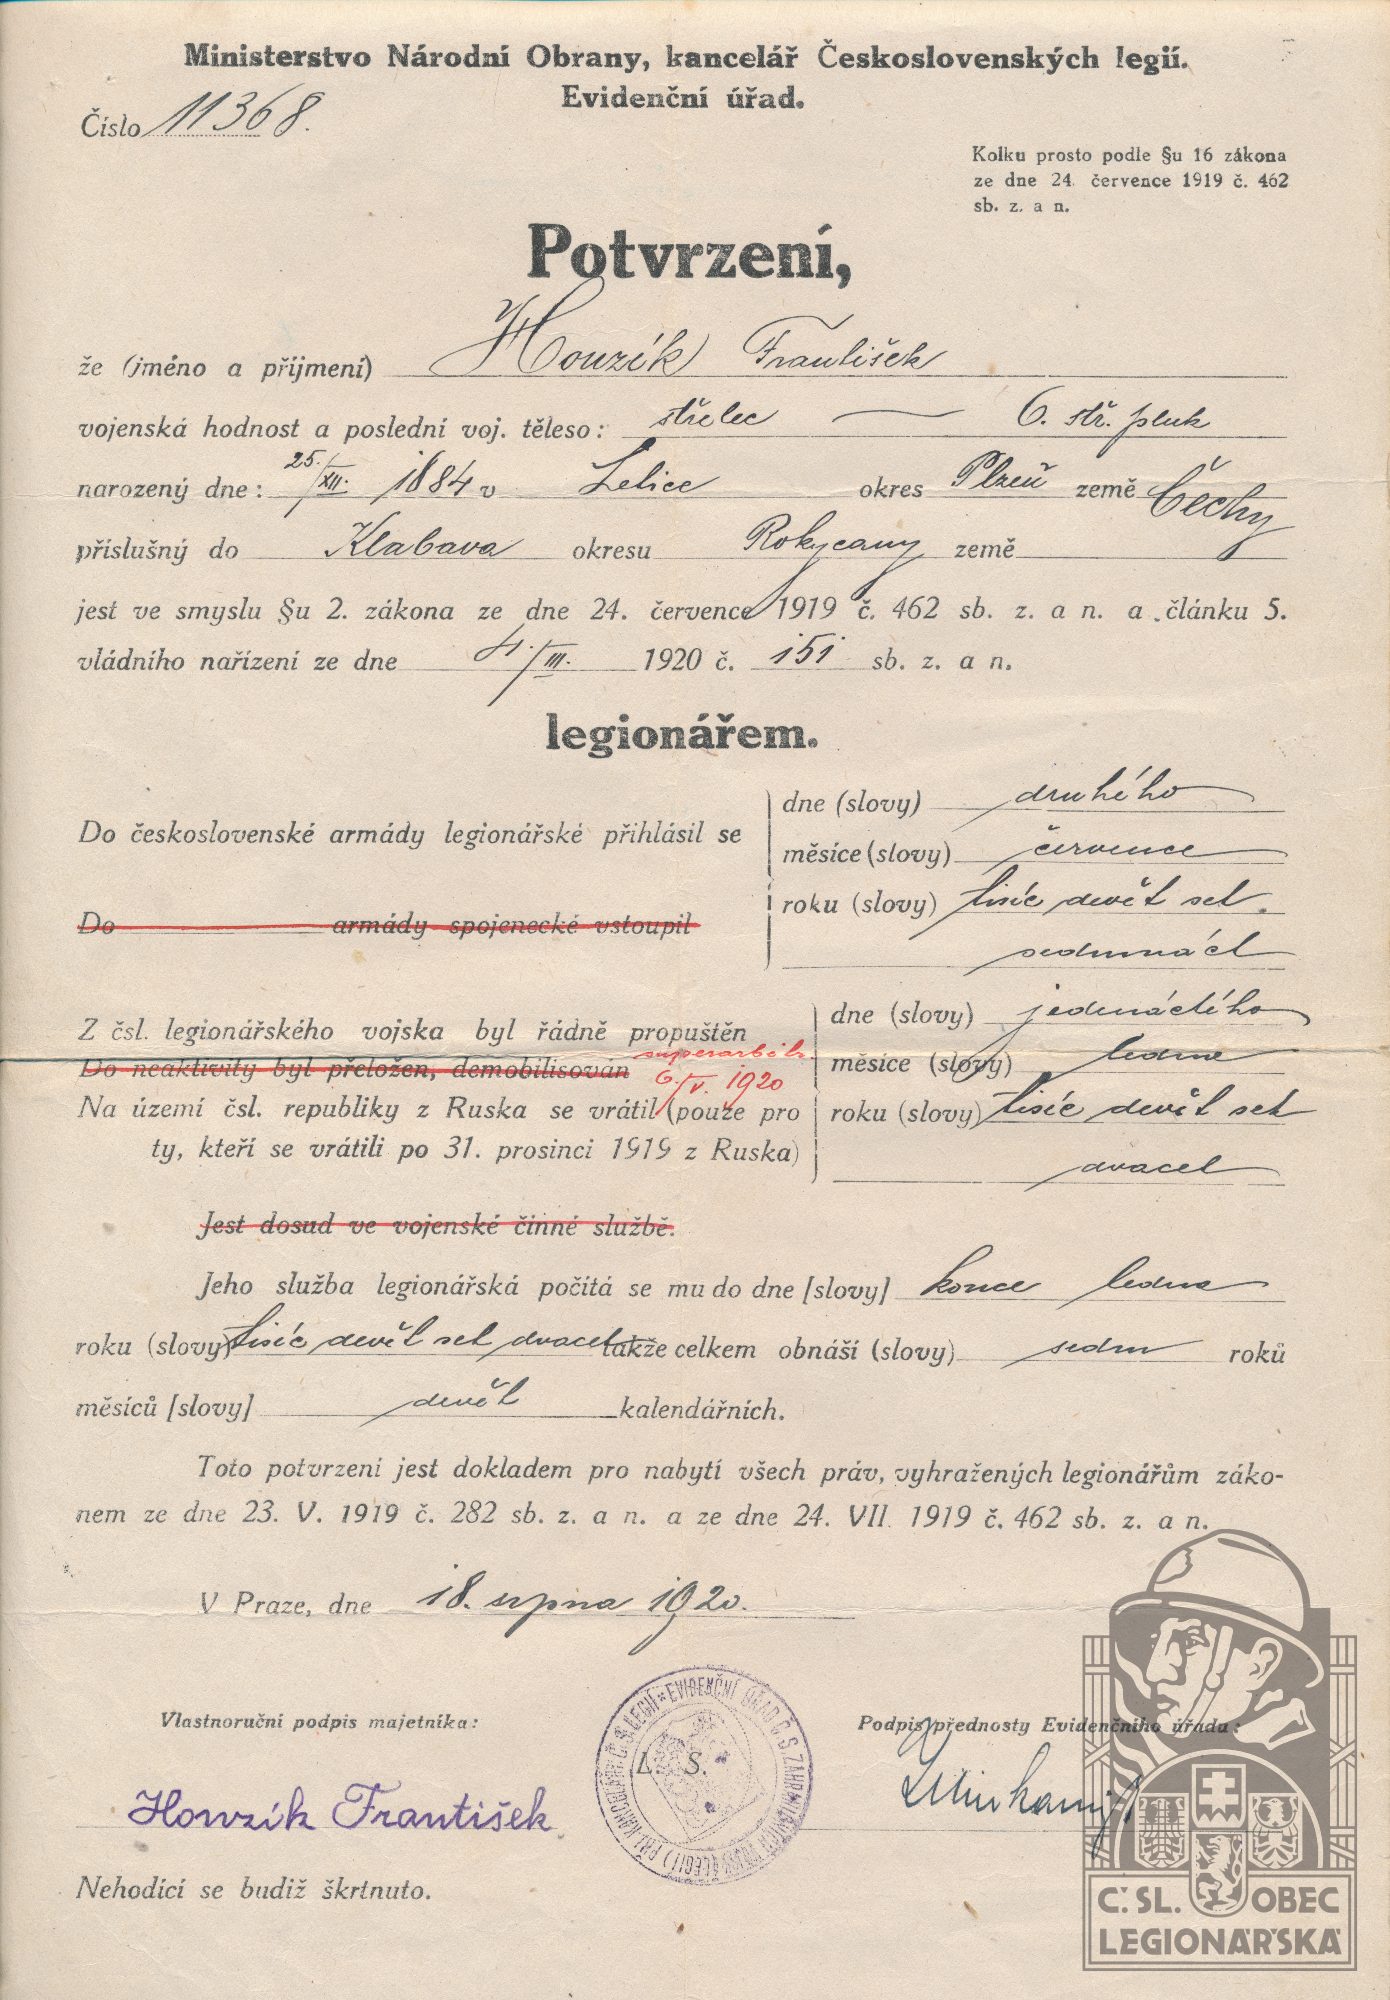 Ministerstvo Národní Obrany, kancelář Československých legií.
Evidenční úřad.
Číslo 11368.
Kolku prosto podle §u 16 zákona
ze dne 24. července 1919 č. 462
sb. z. a n.
Potvrzení,
že (jméno a příjmení) Houzík František
vojenská hodnost a poslední voj. těleso: střelec — 6. stř. pluk
narozený dne: 25./XII. 1884 v Letice okres Plzeň země Čechy
příslušný do Klabava okresu Rokycany země
jest ve smyslu §u 2. zákona ze dne 24. července 1919 č. 462 sb. z. a n. a článku 5.
vládního nařízení ze dne 4./III. 1920 č. 151 sb. z. a n.
legionářem.
Do československé armády legionářské přihlásil se
dne (slovy) druhého
měsíce (slovy) července
roku (slovy) tisíc devět set
sedmnáct
Do armády spojenecké vstoupil
Z čsl. legionářského vojska byl řádně propuštěn
Do neaktivity byl přeložen, demobilisován superarbitr.
6./V. 1920
Na území čsl. republiky z Ruska se vrátil (pouze pro
ty, kteří se vrátili po 31. prosinci 1919 z Ruska)
dne (slovy) jedenáctého
měsíce (slovy) ledna
roku (slovy) tisíc devět set
dvacet
Jest dosud ve vojenské činné službě.
Jeho služba legionářská počítá se mu do dne [slovy] konce ledna
roku (slovy) tisíc devět set dvacet takže celkem obnáší (slovy) sedm roků
měsíců [slovy] devět kalendářních.
Toto potvrzení jest dokladem pro nabytí všech práv, vyhražených legionářům záko-
nem ze dne 23. V. 1919 č. 282 sb. z. a n. a ze dne 24. VII. 1919 č. 462 sb. z. a n.
V Praze, dne 18. srpna 1920.
Vlastnoruční podpis majetníka:
Podpis přednosty Evidenčního úřadu:
L. S.
Houzík František
Nehodící se budiž škrtnuto.
Č. SL. OBEC
LEGIONÁŘSKÁ